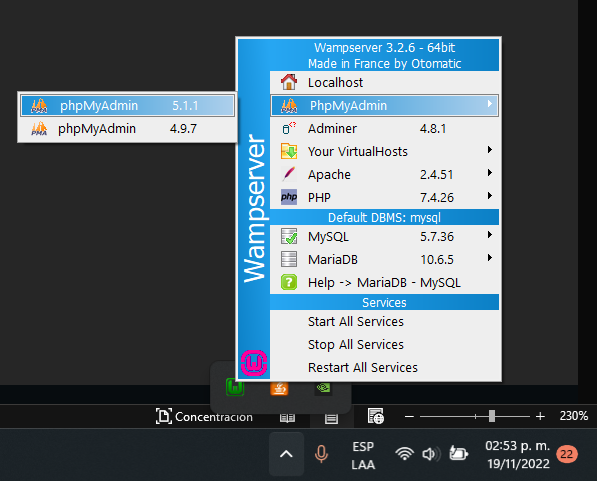 Wampserver 3.2.6 - 64bit
Made in France by Otomatic
Localhost
phpMyAdmin 5.1.1
PhpMyAdmin
phpMyAdmin 4.9.7
Adminer 4.8.1
Your VirtualHosts
Apache 2.4.51
php PHP 7.4.26
Default DBMS: mysql
MySQL 5.7.36
MariaDB 10.6.5
Help -> MariaDB - MySQL
Services
Start All Services
Stop All Services
Restart All Services
Wampserver
Concentración
230%
ESP
LAA
02:53 p. m.
19/11/2022
22